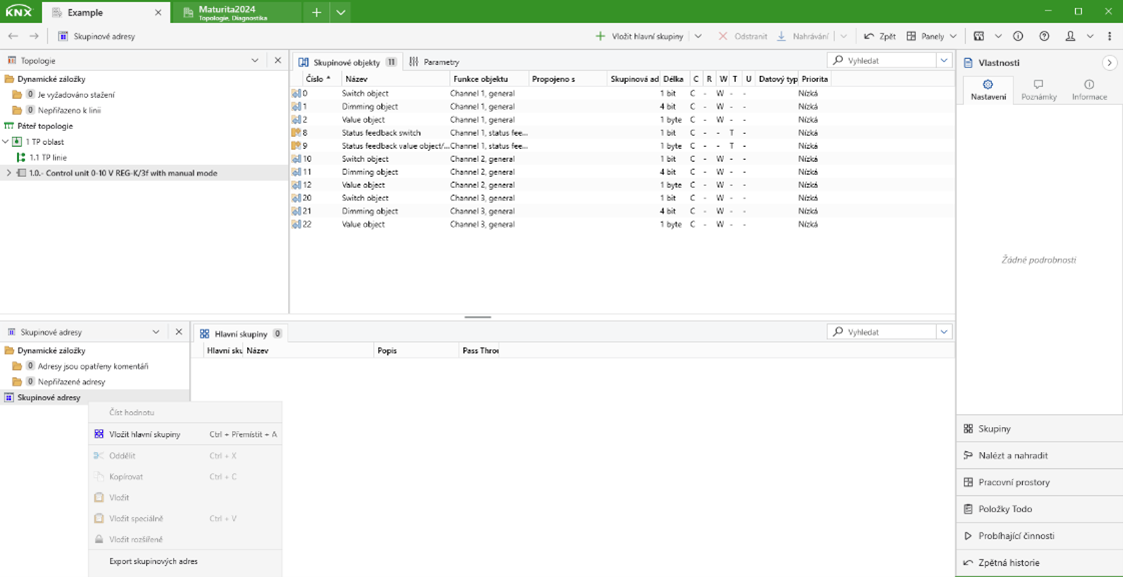 KNX Example × Maturita2024
Topologie, Diagnostika
Skupinové adresy Vložit hlavní skupiny Odstranit Nahrávání Zpět Panely
Topologie
Dynamické záložky
0 Je vyžadováno stažení
0 Nepřiřazeno k linii
Páteř topologie
1 TP oblast
1.1 TP linie
1.0.- Control unit 0-10 V REG-K/3f with manual mode
Skupinové objekty 11 Parametry Vyhledat
Číslo Název Funkce objektu Propojeno s Skupinová ad Délka C R W T U Datový typ Priorita
0 Switch object Channel 1, general 1 bit C - W - - Nízká
1 Dimming object Channel 1, general 4 bit C - W - - Nízká
2 Value object Channel 1, general 1 byte C - W - - Nízká
8 Status feedback switch Channel 1, status fee... 1 bit C - - T - Nízká
9 Status feedback value object/... Channel 1, status fee... 1 byte C - - T - Nízká
10 Switch object Channel 2, general 1 bit C - W - - Nízká
11 Dimming object Channel 2, general 4 bit C - W - - Nízká
12 Value object Channel 2, general 1 byte C - W - - Nízká
20 Switch object Channel 3, general 1 bit C - W - - Nízká
21 Dimming object Channel 3, general 4 bit C - W - - Nízká
22 Value object Channel 3, general 1 byte C - W - - Nízká
Vlastnosti
Nastavení Poznámky Informace
Žádné podrobnosti
Skupinové adresy
Dynamické záložky
0 Adresy jsou opatřeny komentáři
0 Nepřiřazené adresy
Skupinové adresy
Číst hodnotu
Vložit hlavní skupiny Ctrl + Přemístit + A
Oddělit Ctrl + X
Kopírovat Ctrl + C
Vložit
Vložit speciálně Ctrl + V
Vložit rozšířeně
Export skupinových adres
Hlavní skupiny 0 Vyhledat
Hlavní sku Název Popis Pass Throu
Skupiny
Nalézt a nahradit
Pracovní prostory
Položky Todo
Probíhající činnosti
Zpětná historie